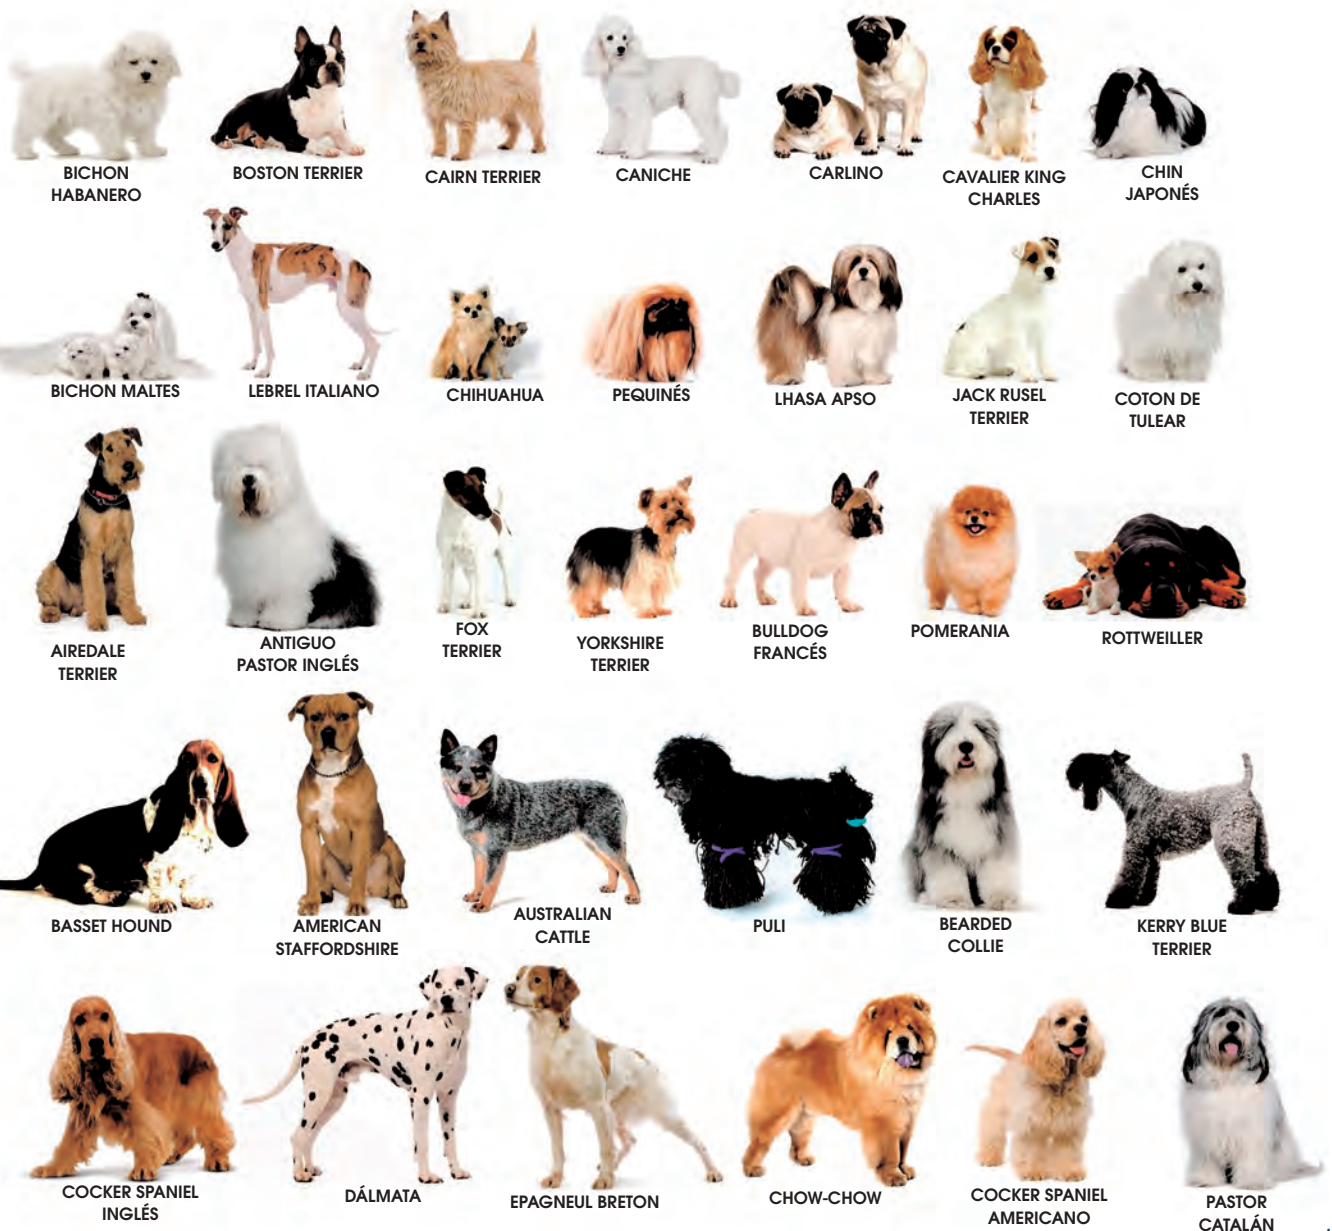 BICHON
HABANERO
BOSTON TERRIER
CAIRN TERRIER
CANICHE
CARLINO
CAVALIER KING
CHARLES
CHIN
JAPONÉS
BICHON MALTES
LEBREL ITALIANO
CHIHUAHUA
PEQUINÉS
LHASA APSO
JACK RUSEL
TERRIER
COTON DE
TULEAR
AIREDALE
TERRIER
ANTIGUO
PASTOR INGLÉS
FOX
TERRIER
YORKSHIRE
TERRIER
BULLDOG
FRANCÉS
POMERANIA
ROTTWEILLER
BASSET HOUND
AMERICAN
STAFFORDSHIRE
AUSTRALIAN
CATTLE
PULI
BEARDED
COLLIE
KERRY BLUE
TERRIER
COCKER SPANIEL
INGLÉS
DÁLMATA
EPAGNEUL BRETON
CHOW-CHOW
COCKER SPANIEL
AMERICANO
PASTOR
CATALÁN